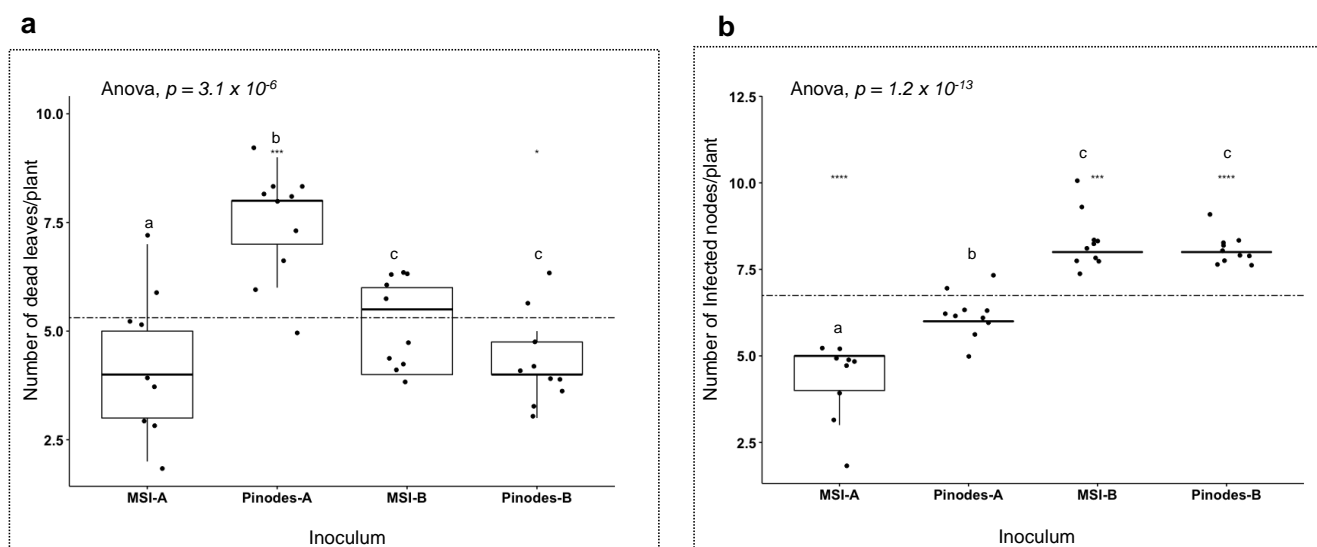 a
Anova, p = 3.1 x 10-6
Number of dead leaves/plant
10.0
7.5
5.0
2.5
a
b
***
c
*
c
MSI-A Pinodes-A MSI-B Pinodes-B
Inoculum
b
Anova, p = 1.2 x 10-13
Number of Infected nodes/plant
12.5
10.0
7.5
5.0
2.5
****
a
b
c
***
c
****
MSI-A Pinodes-A MSI-B Pinodes-B
Inoculum